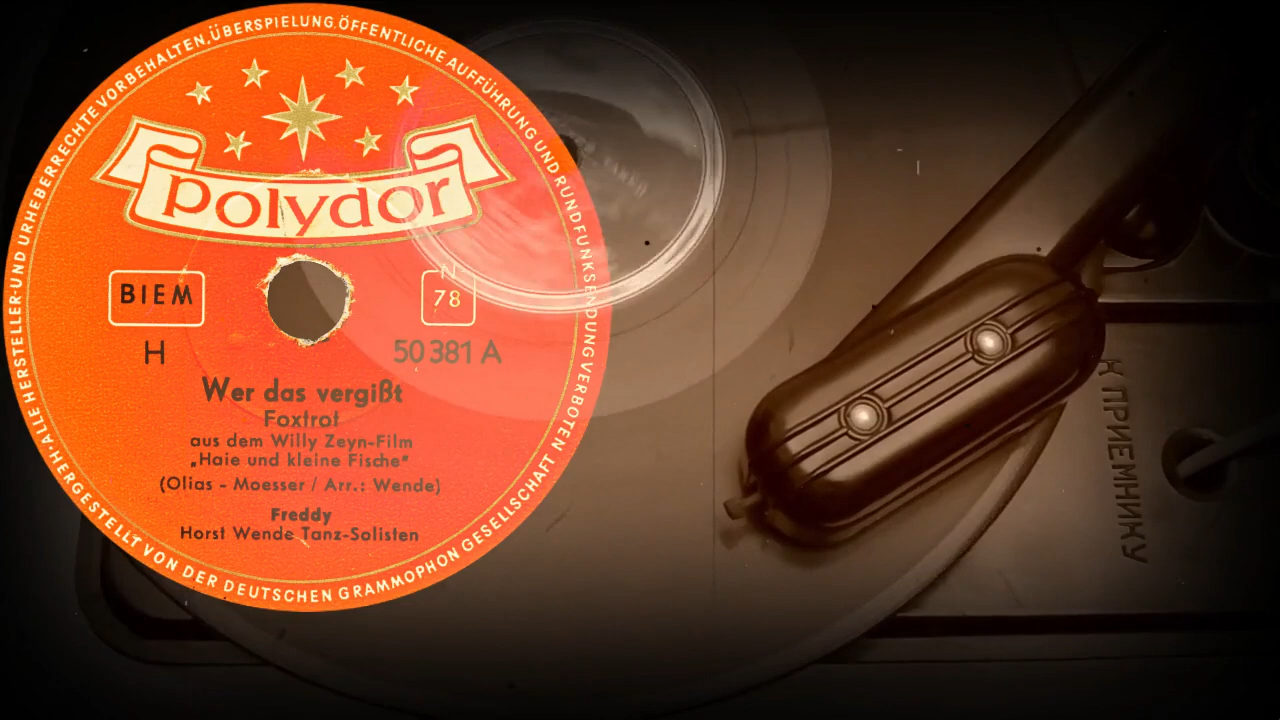 ALLE HERSTELLER-UND URHEBERRECHTE VORBEHALTEN, ÜBERSPIELUNG, ÖFFENTLICHE AUFFÜHRUNG UND RUNDFUNKSENDUNG VERBOTEN
polydor
BIEM
N
78
H
50 381 A
Wer das vergißt
Foxtrot
aus dem Willy Zeyn-Film
„Haie und kleine Fische"
(Olias - Moesser / Arr.: Wende)
Freddy
Horst Wende Tanz-Solisten
HERGESTELLT VON DER DEUTSCHEN GRAMMOPHON GESELLSCHAFT
К ПРИЕМНИКУ